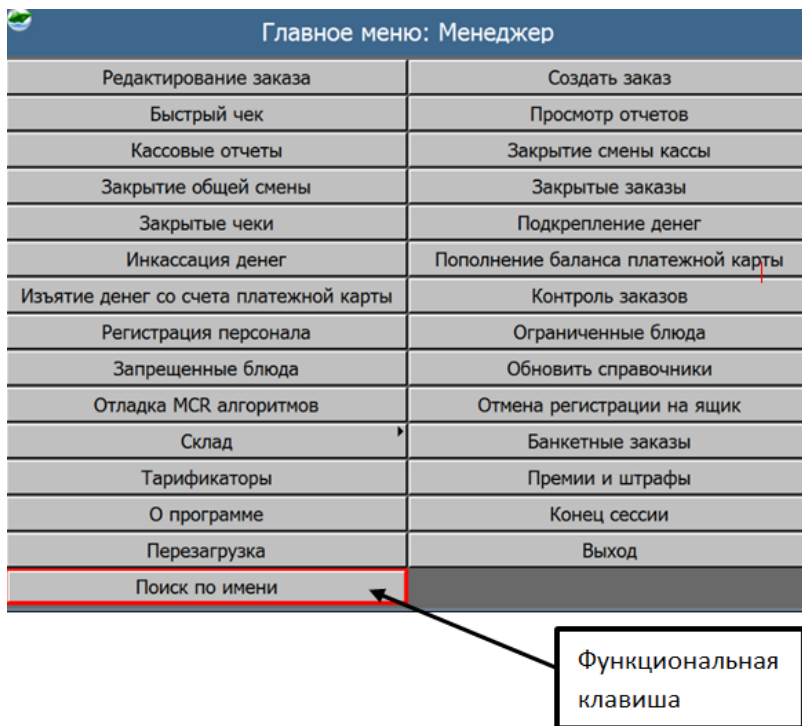 Главное меню: Менеджер
Редактирование заказа
Создать заказ
Быстрый чек
Просмотр отчетов
Кассовые отчеты
Закрытие смены кассы
Закрытие общей смены
Закрытые заказы
Закрытые чеки
Подкрепление денег
Инкассация денег
Пополнение баланса платежной карты
Изъятие денег со счета платежной карты
Контроль заказов
Регистрация персонала
Ограниченные блюда
Запрещенные блюда
Обновить справочники
Отладка MCR алгоритмов
Отмена регистрации на ящик
Склад
Банкетные заказы
Тарификаторы
Премии и штрафы
О программе
Конец сессии
Перезагрузка
Выход
Поиск по имени
Функциональная
клавиша